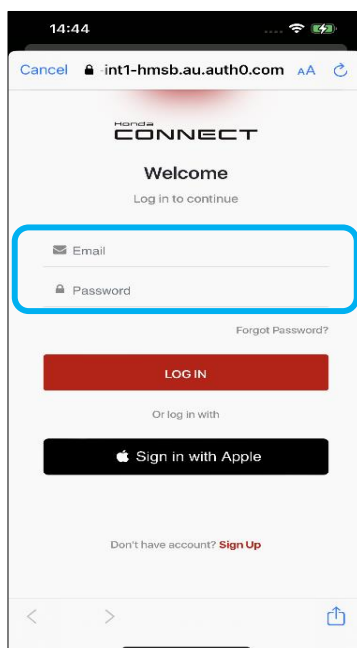 14:44
Cancel -int1-hmsb.au.auth0.com AA
Honda
CONNECT
Welcome
Log in to continue
Email
Password
Forgot Password?
LOG IN
Or log in with
Sign in with Apple
Don't have account? Sign Up